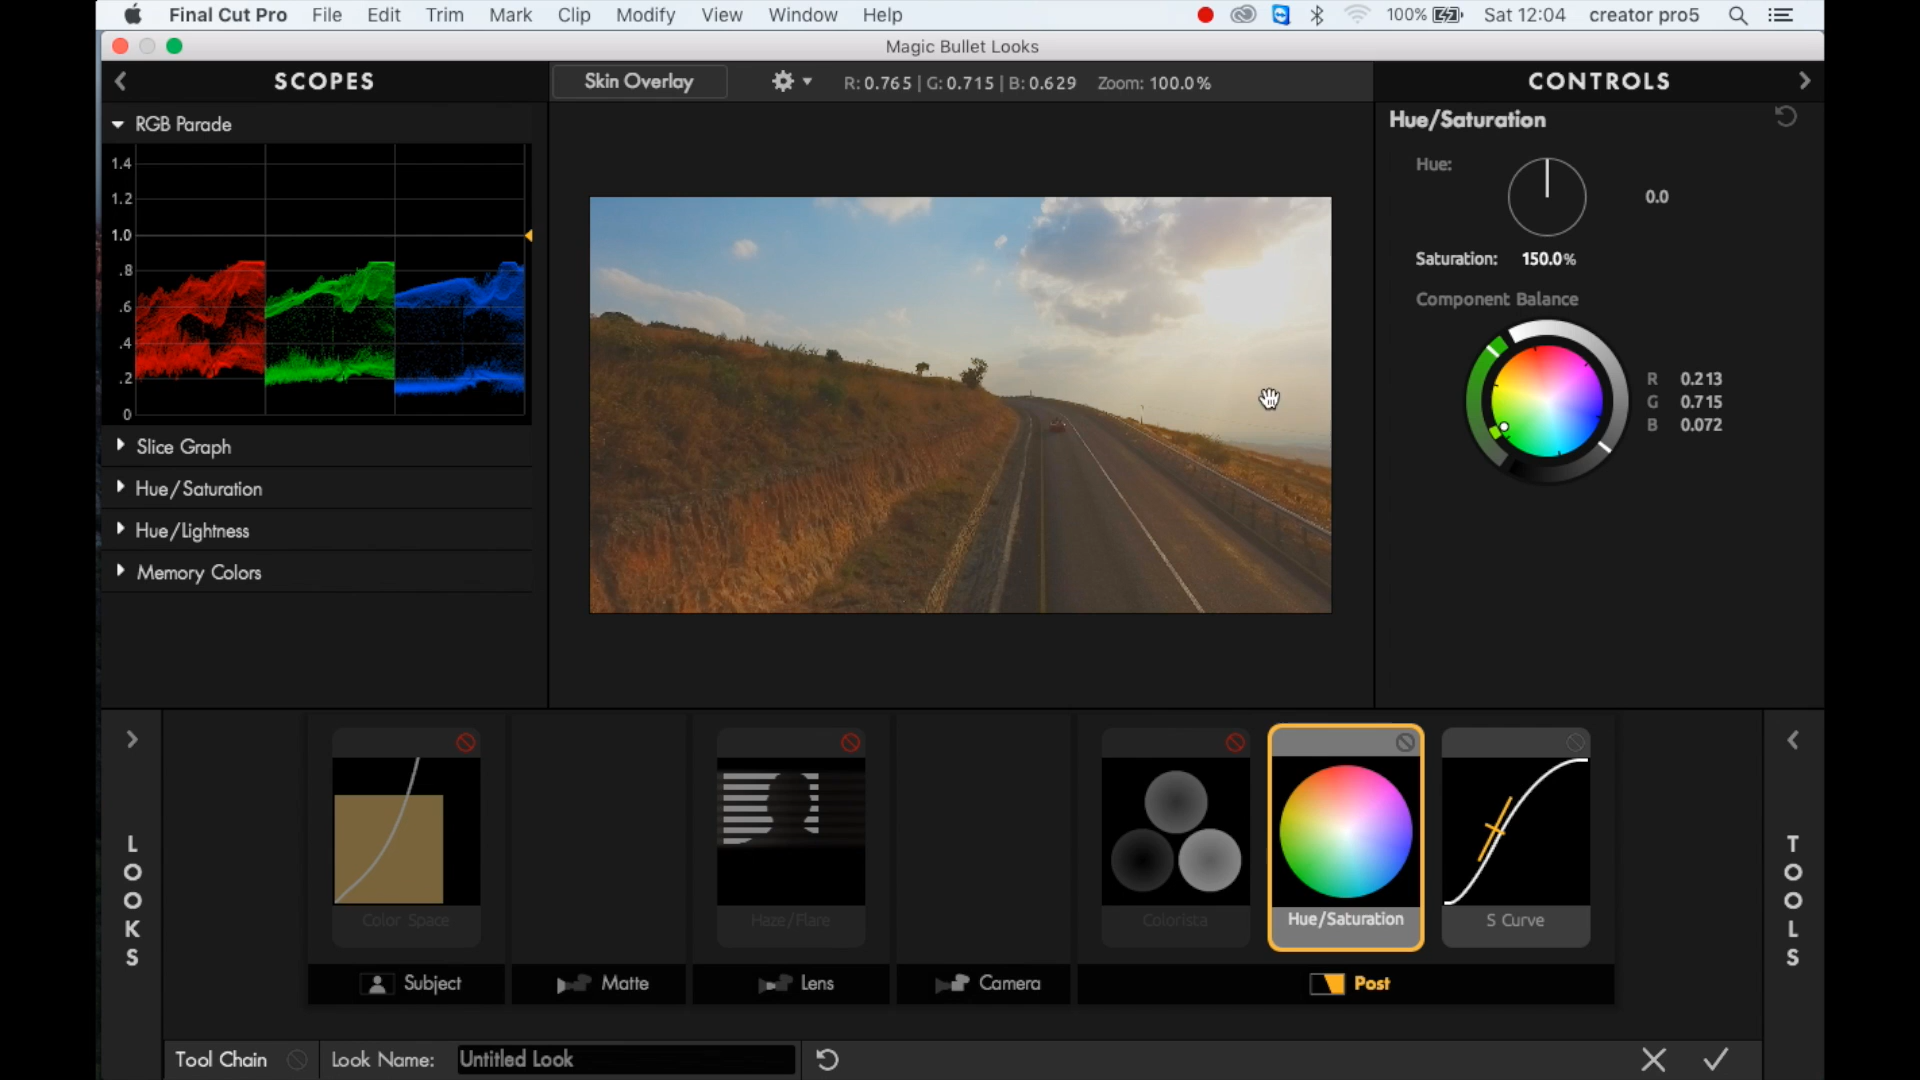 Final Cut Pro File Edit Trim Mark Clip Modify View Window Help 100% Sat 12:04 creator pro5
Magic Bullet Looks
SCOPES
Skin Overlay
R: 0.765 | G: 0.715 | B: 0.629 Zoom: 100.0%
CONTROLS
RGB Parade
1.4
1.2
1.0
.8
.6
.4
.2
0
Slice Graph
Hue/Saturation
Hue/Lightness
Memory Colors
Hue/Saturation
Hue:
0.0
Saturation: 150.0%
Component Balance
R 0.213
G 0.715
B 0.072
LOOKS
Color Space
Haze/Flare
Colorista
Hue/Saturation
S Curve
Subject
Matte
Lens
Camera
Post
TOOLS
Tool Chain
Look Name: Untitled Look